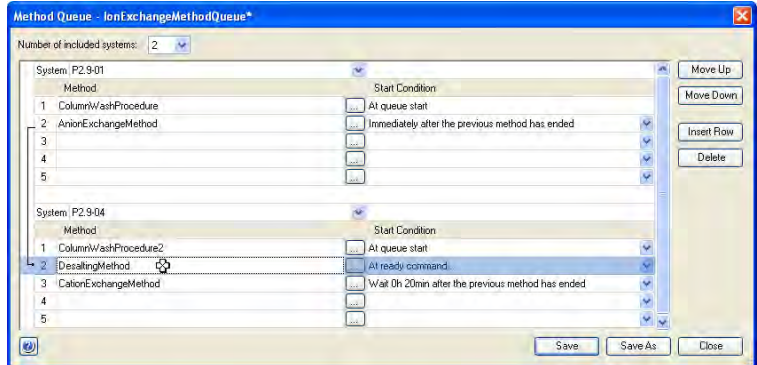 Method Queue - IonExchangeMethodQueue*
Number of included systems: 2
System P2.9-01
Move Up
Method Start Condition
Move Down
1 ColumnWashProcedure ... At queue start
2 AnionExchangeMethod ... Immediately after the previous method has ended
Insert Row
3 ...
4 ...
Delete
5 ...
System P2.9-04
Method Start Condition
1 ColumnWashProcedure2 ... At queue start
2 DesaltingMethod ... At ready command
3 CationExchangeMethod ... Wait 0h 20min after the previous method has ended
4 ...
5 ...
Save Save As Close